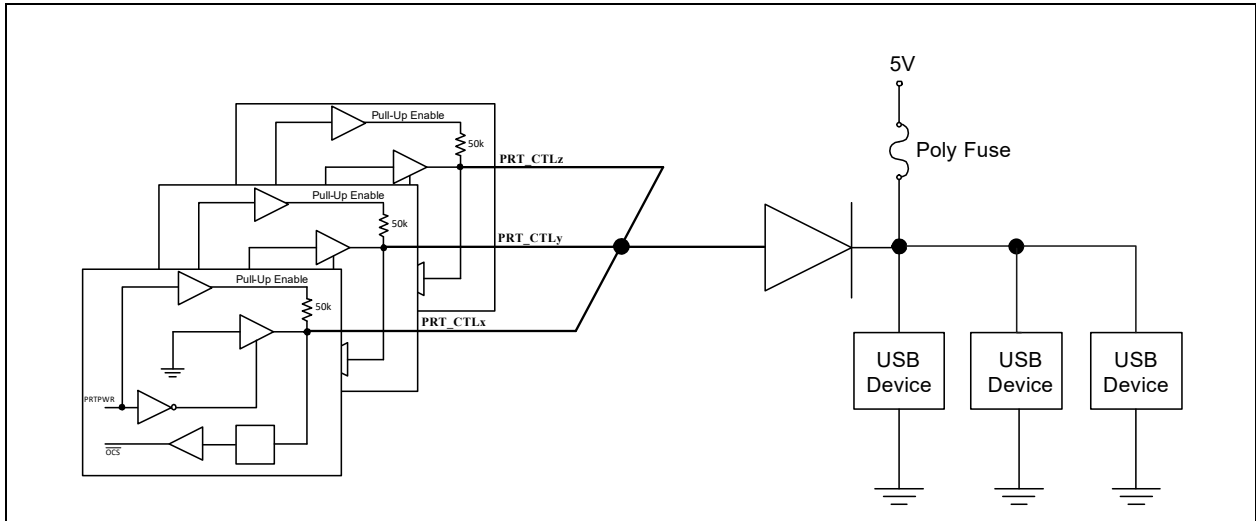 5V
Poly Fuse
Pull-Up Enable
50k
PRT_CTLz
Pull-Up Enable
50k
PRT_CTLy
Pull-Up Enable
50k
PRT_CTLx
PRTPWR
OCS
USB
Device
USB
Device
USB
Device